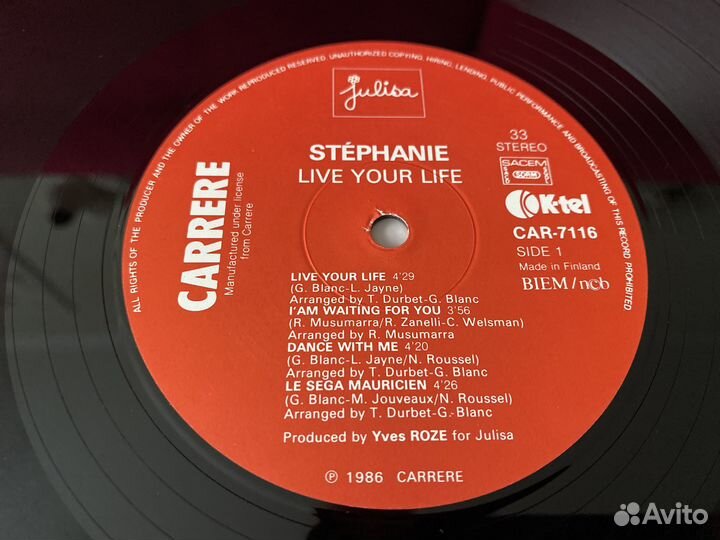 ALL RIGHTS OF THE PRODUCER AND THE OWNER OF THE WORK REPRODUCED RESERVED. UNAUTHORIZED COPYING, HIRING, LENDING, PUBLIC PERFORMANCE AND BROADCASTING OF THIS RECORD PROHIBITED
julisa
STÉPHANIE
LIVE YOUR LIFE
33
STEREO
SACEM
SDRM
K-tel
CAR-7116
SIDE 1
Made in Finland
BIEM/ncb
CARRERE
Manufactured under license
from Carrere
LIVE YOUR LIFE 4'29
(G. Blanc-L. Jayne)
Arranged by T. Durbet-G. Blanc
I'AM WAITING FOR YOU 3'56
(R. Musumarra/R. Zanelli-C. Welsman)
Arranged by R. Musumarra
DANCE WITH ME 4'20
(G. Blanc-L. Jayne/N. Roussel)
Arranged by T. Durbet-G. Blanc
LE SEGA MAURICIEN 4'26
(G. Blanc-M. Jouveaux/N. Roussel)
Arranged by T. Durbet-G. Blanc
Produced by Yves ROZE for Julisa
℗ 1986 CARRERE
Avito